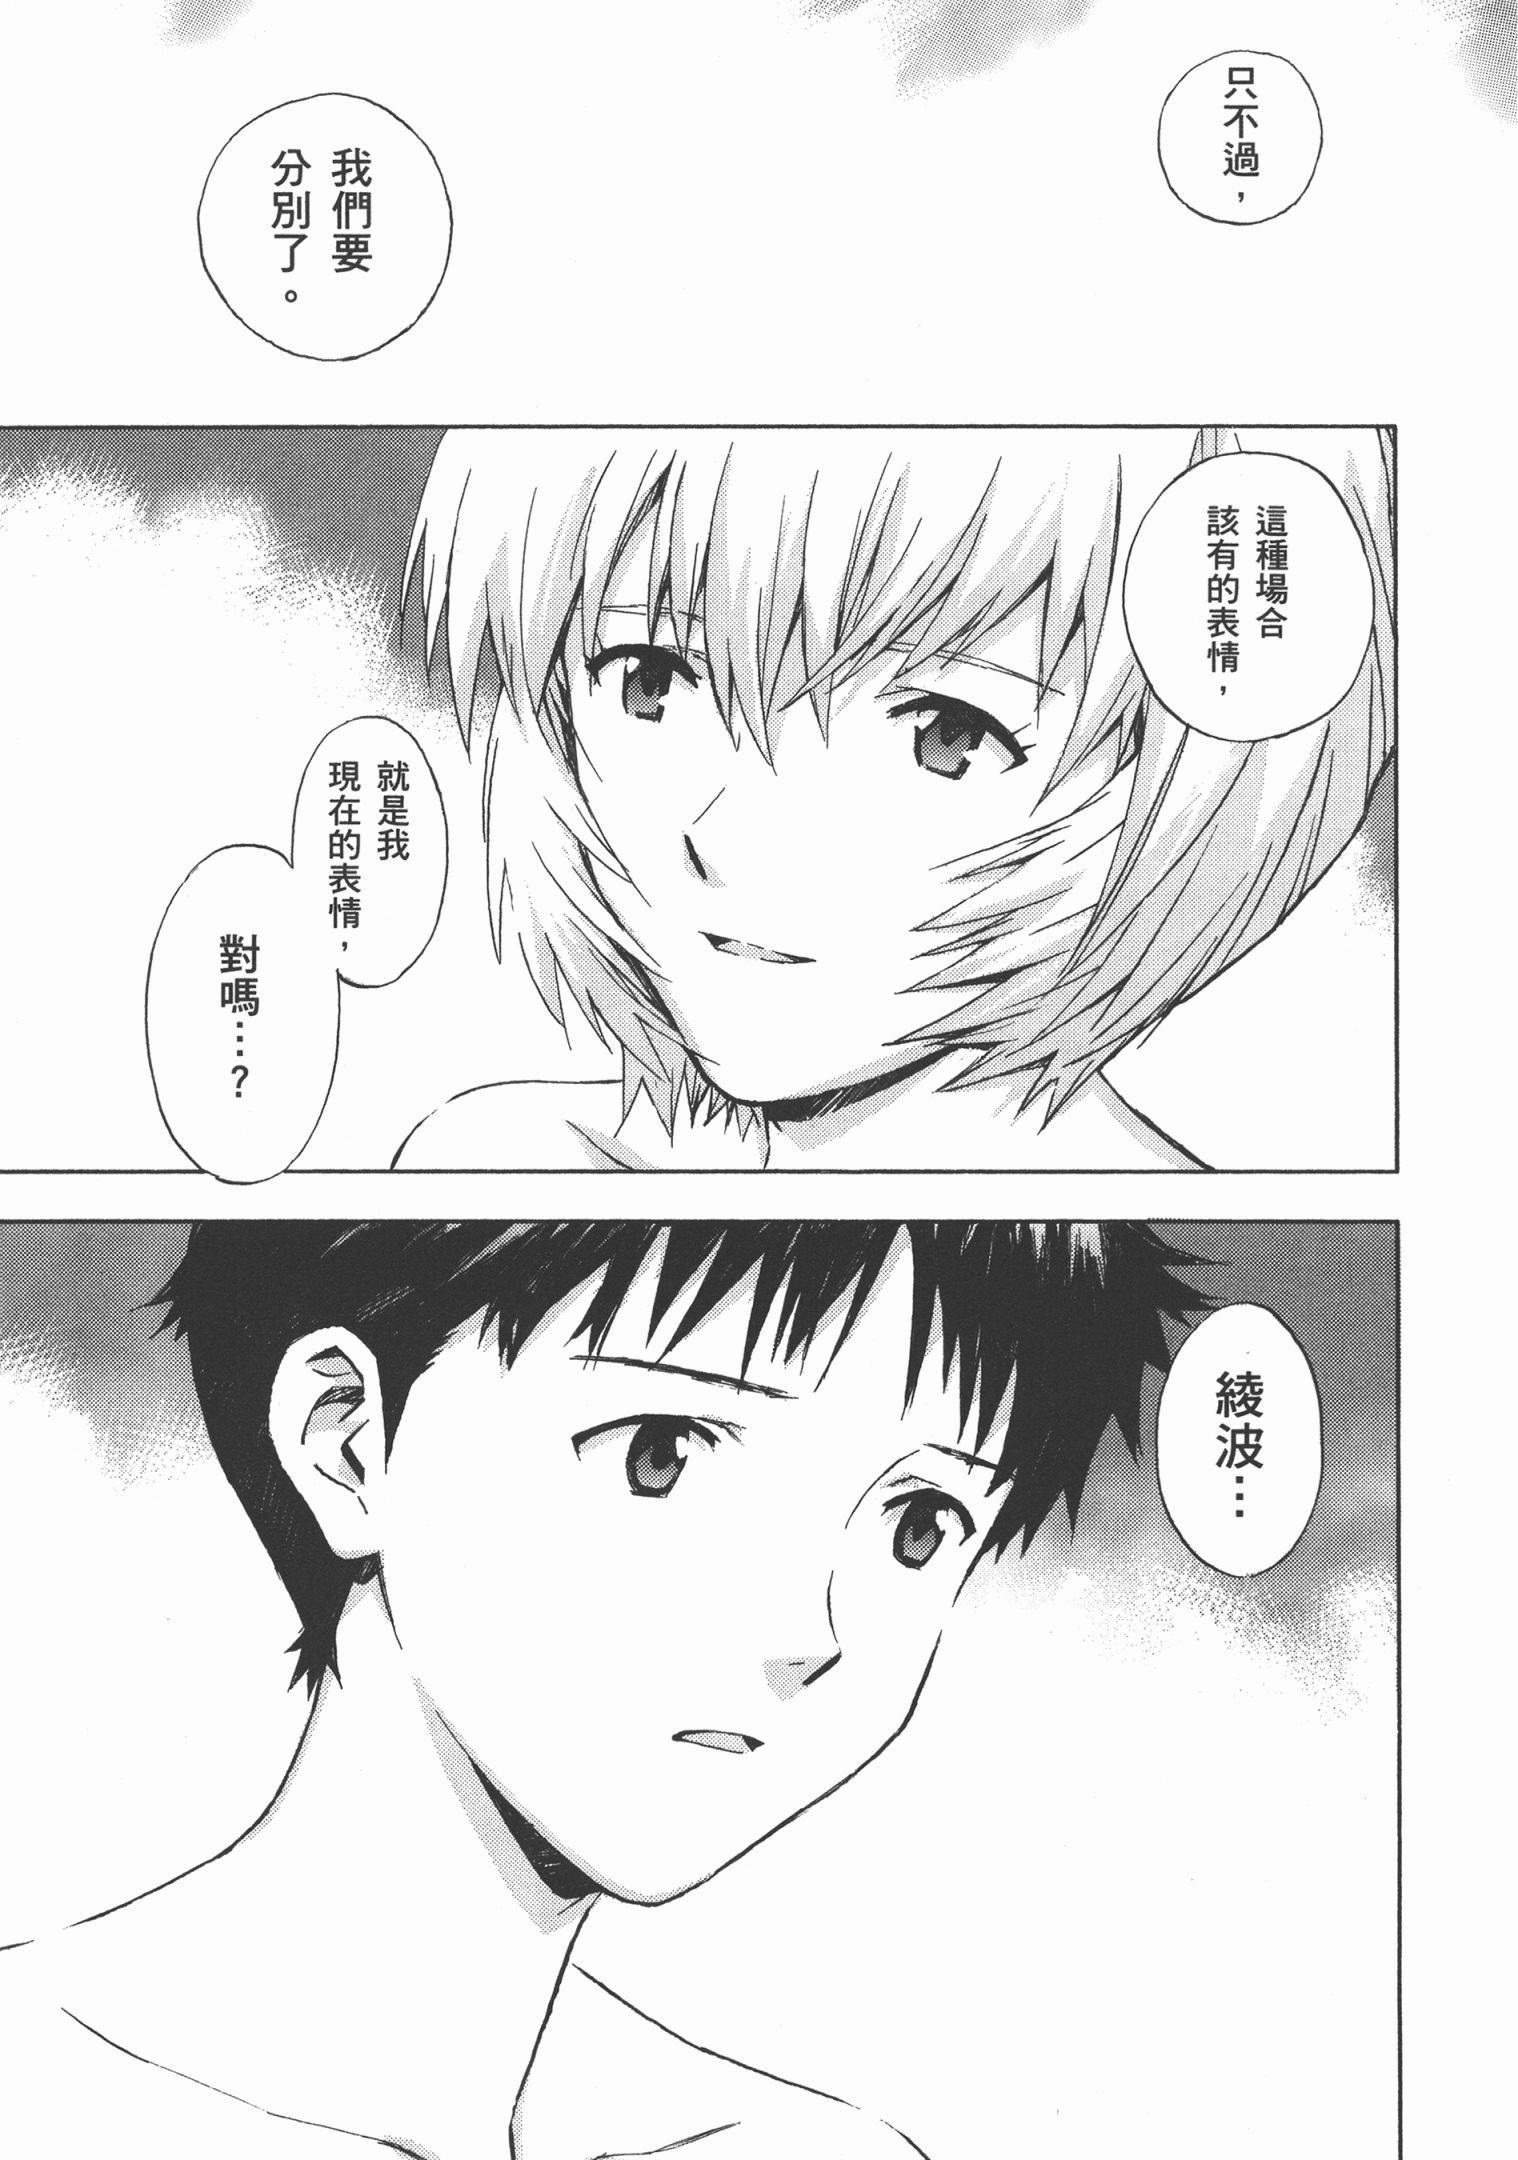 只不過，
我們要
分別了。
這種場合
該有的表情，
就是我
現在的表情，
對嗎…？
綾波…